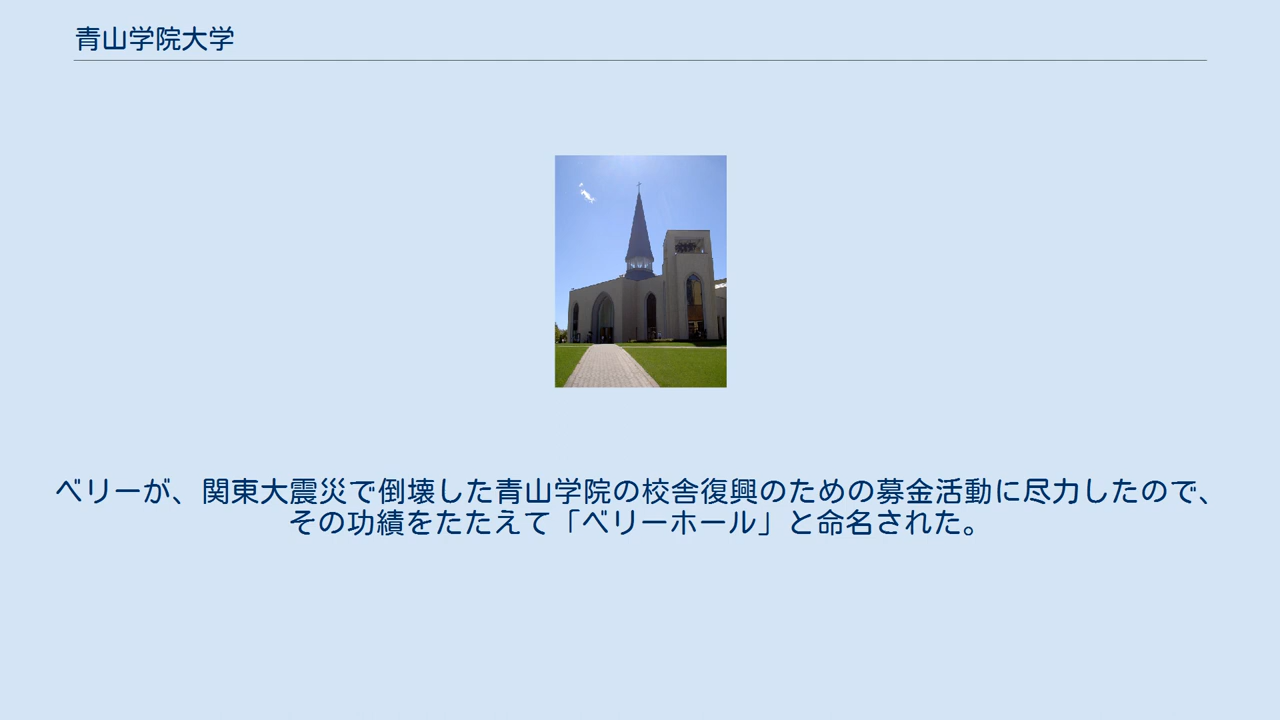 青山学院大学
ベリーが、関東大震災で倒壊した青山学院の校舎復興のための募金活動に尽力したので、
その功績をたたえて「ベリーホール」と命名された。